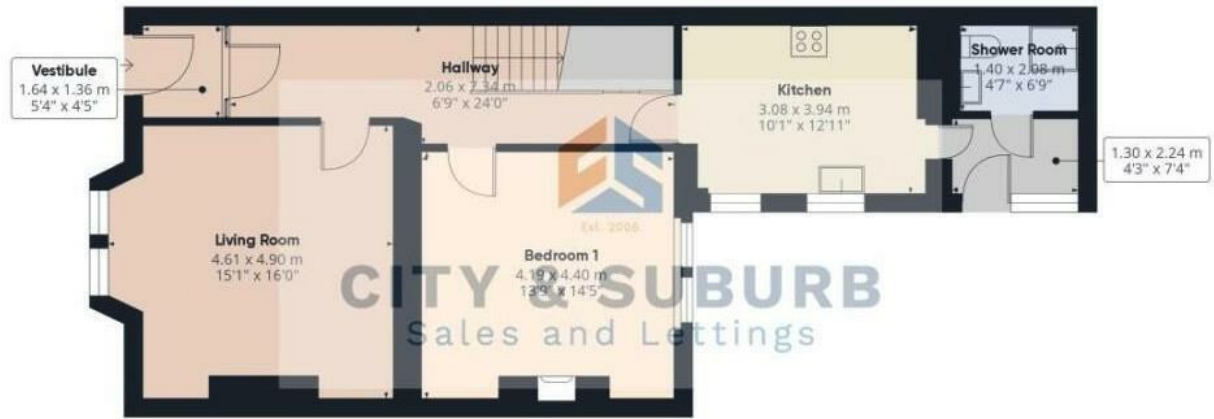 Vestibule
1.64 x 1.36 m
5'4" x 4'5"
Hallway
2.06 x 7.34 m
6'9" x 24'0"
Kitchen
3.08 x 3.94 m
10'1" x 12'11"
Shower Room
1.40 x 2.08 m
4'7" x 6'9"
1.30 x 2.24 m
4'3" x 7'4"
Living Room
4.61 x 4.90 m
15'1" x 16'0"
Bedroom 1
4.19 x 4.40 m
13'9" x 14'5"
Est. 2006
CITY & SUBURB
Sales and Lettings